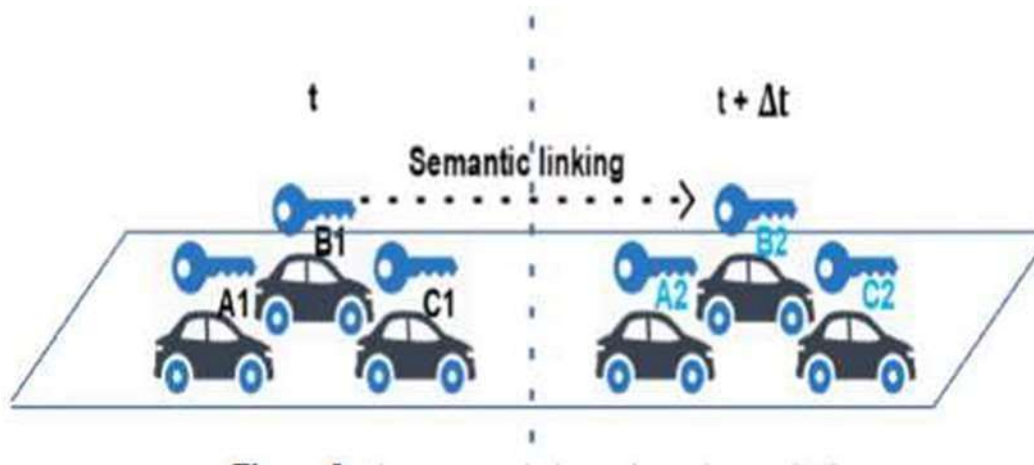 t
t + Δt
Semantic linking
B1
B2
A1
C1
A2
C2